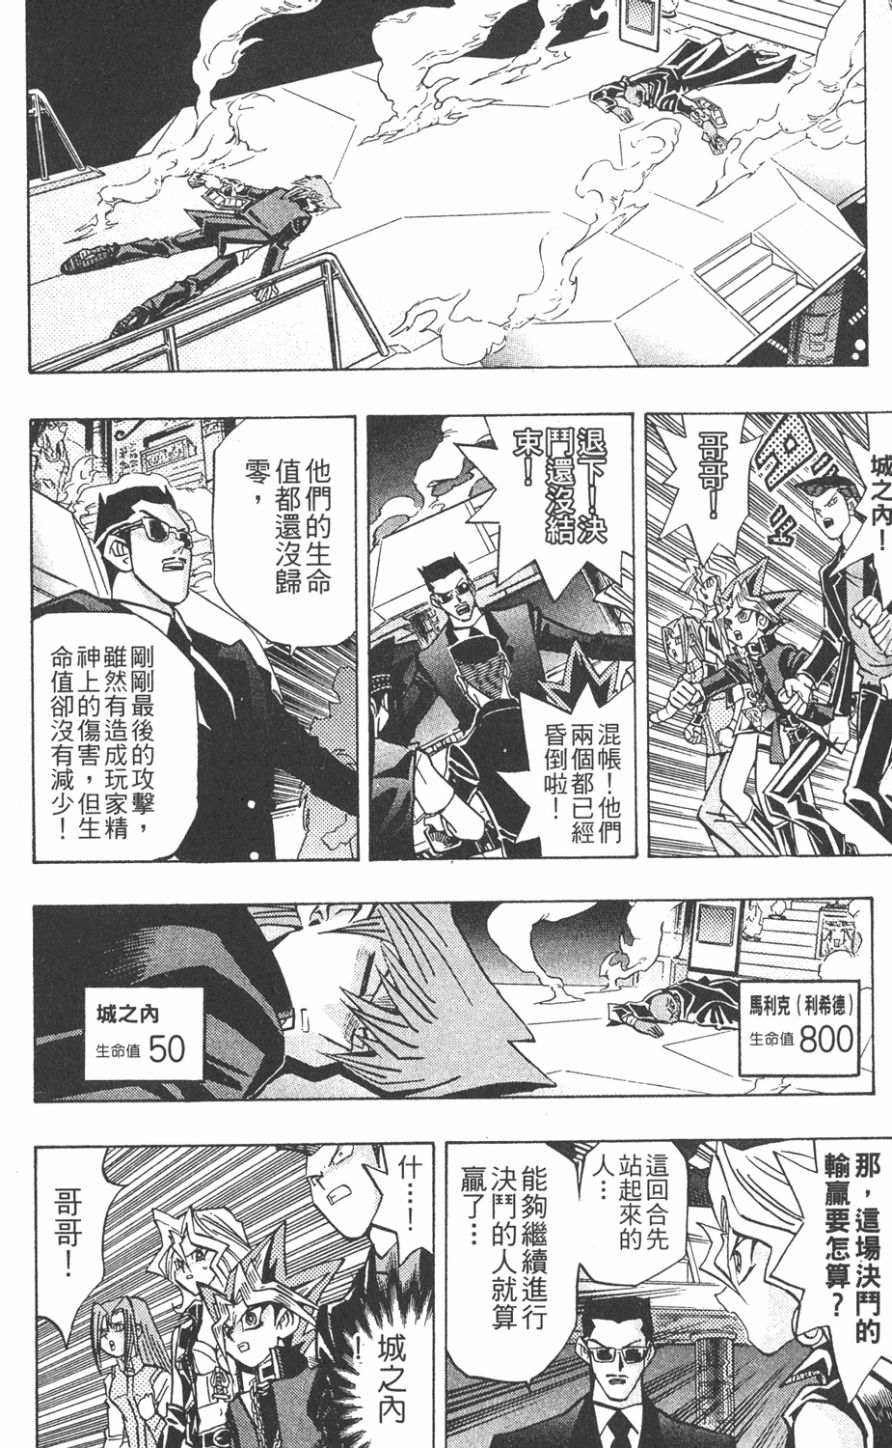 城之內！
哥哥！
退下！決
鬥還沒結
束！
混帳！他們
兩個都已經
昏倒啦！
他們的生命
值都還沒歸
零，
剛剛最後的攻擊，
雖然有造成玩家精
神上的傷害，但生
命值卻沒有減少！
馬利克（利希德）
生命值 800
城之內
生命值 50
那，這場決鬥的
輸贏要怎算？
這回合先
站起來的
人…
能夠繼續進行
決鬥的人就算
贏了…
什…！
城之內
！
哥哥！